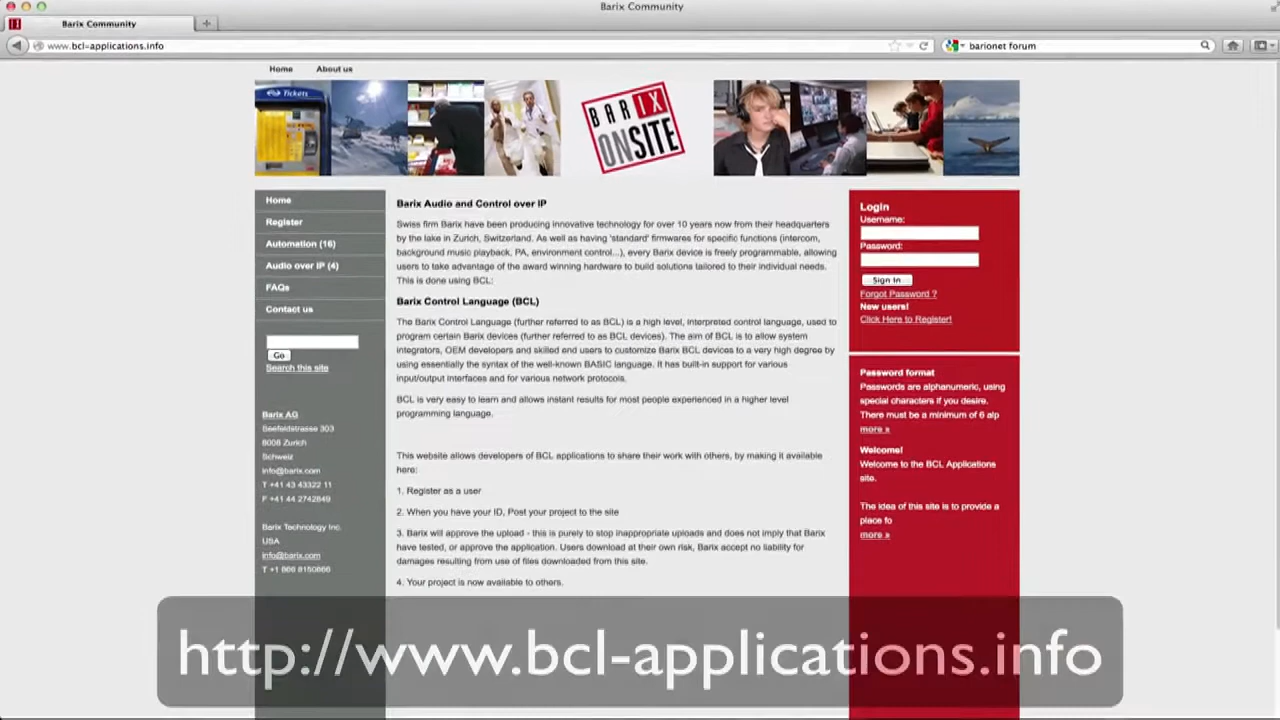 Barix Community
Barix Community
www.bcl-applications.info
barionet forum
Home About us
Tickets
BARIX
ONSITE
Home
Register
Automation (16)
Audio over IP (4)
FAQs
Contact us
Go
Search this site
Barix AG
Seefeldstrasse 303
8008 Zurich
Schweiz
info@barix.com
T +41 43 43322 11
F +41 44 2742849
Barix Technology Inc.
USA
info@barix.com
T +1 866 8150866
Barix Audio and Control over IP
Swiss firm Barix have been producing innovative technology for over 10 years now from their headquarters
by the lake in Zurich, Switzerland. As well as having 'standard' firmwares for specific functions (intercom,
background music playback, PA, environment control...), every Barix device is freely programmable, allowing
users to take advantage of the award winning hardware to build solutions tailored to their individual needs.
This is done using BCL:
Barix Control Language (BCL)
The Barix Control Language (further referred to as BCL) is a high level, interpreted control language, used to
program certain Barix devices (further referred to as BCL devices). The aim of BCL is to allow system
integrators, OEM developers and skilled end users to customize Barix BCL devices to a very high degree by
using essentially the syntax of the well-known BASIC language. It has built-in support for various
input/output interfaces and for various network protocols.
BCL is very easy to learn and allows instant results for most people experienced in a higher level
programming language.
This website allows developers of BCL applications to share their work with others, by making it available
here:
1. Register as a user
2. When you have your ID, Post your project to the site
3. Barix will approve the upload - this is purely to stop inappropriate uploads and does not imply that Barix
have tested, or approve the application. Users download at their own risk, Barix accept no liability for
damages resulting from use of files downloaded from this site.
4. Your project is now available to others.
Login
Username:
Password:
Sign In
Forgot Password ?
New users!
Click Here to Register!
Password format
Passwords are alphanumeric, using
special characters if you desire.
There must be a minimum of 6 alp
more »
Welcome!
Welcome to the BCL Applications
site.
The idea of this site is to provide a
place fo
more »
http://www.bcl-applications.info